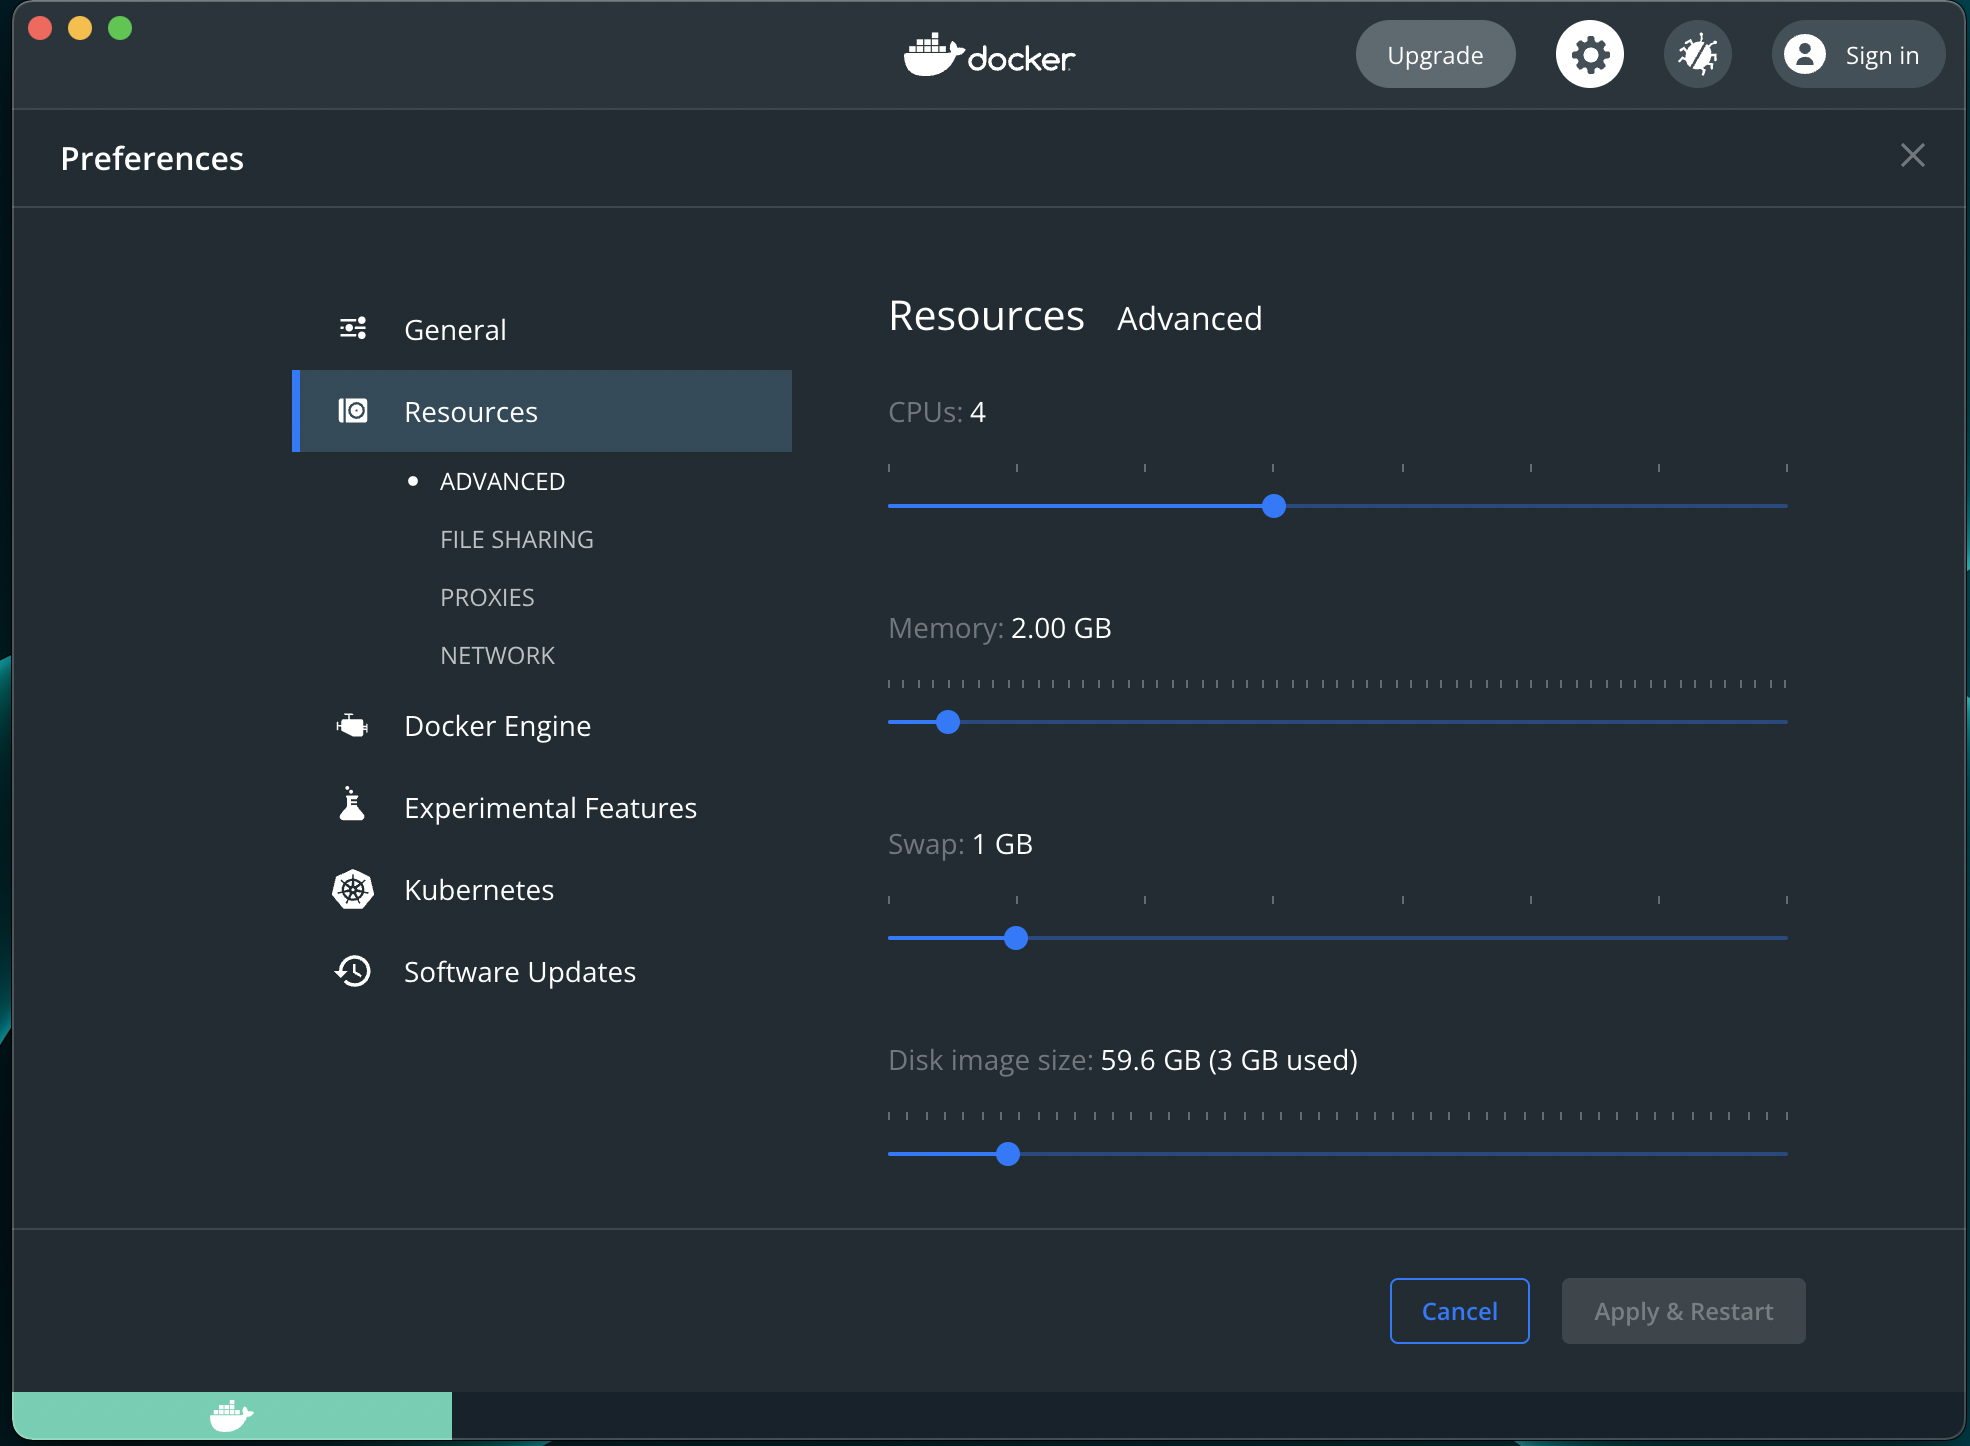 docker
Upgrade
Sign in
Preferences
General
Resources
ADVANCED
FILE SHARING
PROXIES
NETWORK
Docker Engine
Experimental Features
Kubernetes
Software Updates
Resources Advanced
CPUs: 4
Memory: 2.00 GB
Swap: 1 GB
Disk image size: 59.6 GB (3 GB used)
Cancel
Apply & Restart